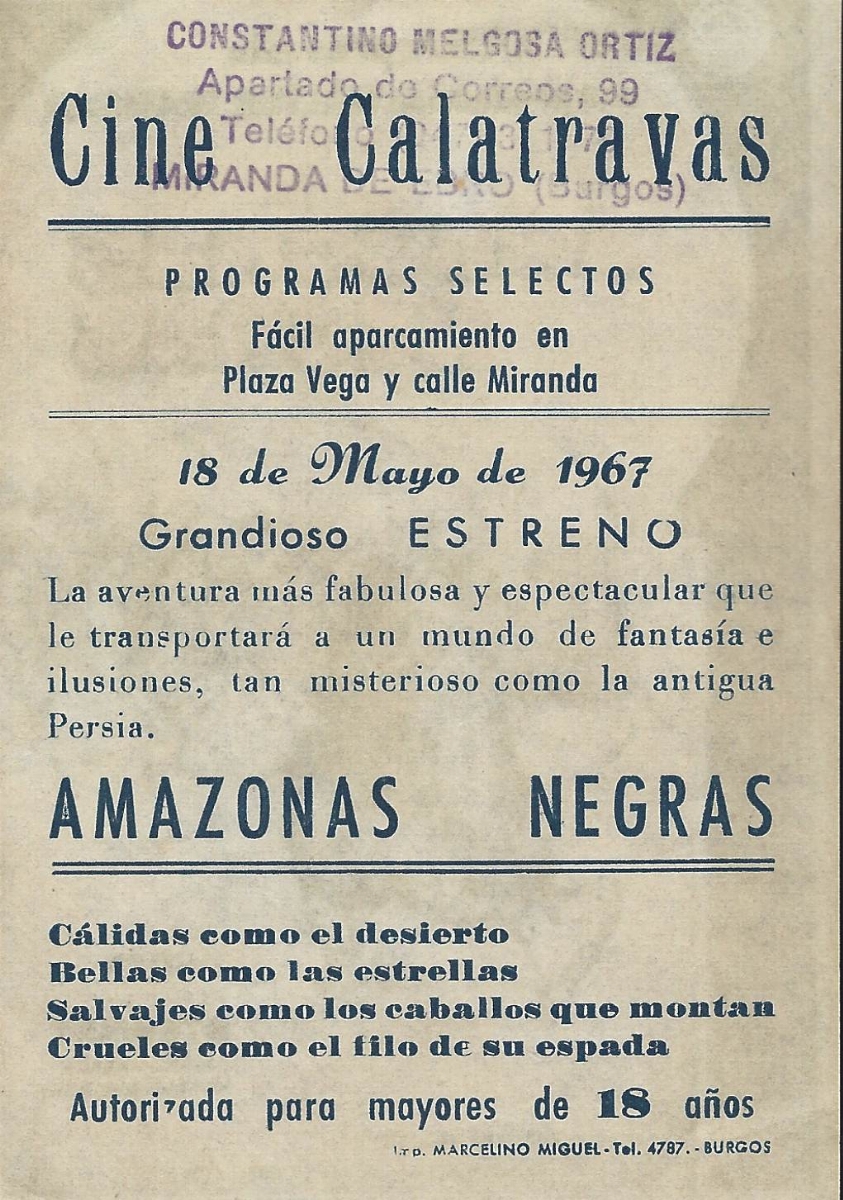 CONSTANTINO MELGOSA ORTIZ
Apartado de Correos, 99
Teléfono
MIRANDA DE EBRO (Burgos)
Cine Calatravas
PROGRAMAS SELECTOS
Fácil aparcamiento en
Plaza Vega y calle Miranda
18 de Mayo de 1967
Grandioso ESTRENO
La aventura más fabulosa y espectacular que
le transportará a un mundo de fantasía e
ilusiones, tan misterioso como la antigua
Persia.
AMAZONAS NEGRAS
Cálidas como el desierto
Bellas como las estrellas
Salvajes como los caballos que montan
Crueles como el filo de su espada
Autorizada para mayores de 18 años
Imp. MARCELINO MIGUEL-Tel. 4787.-BURGOS